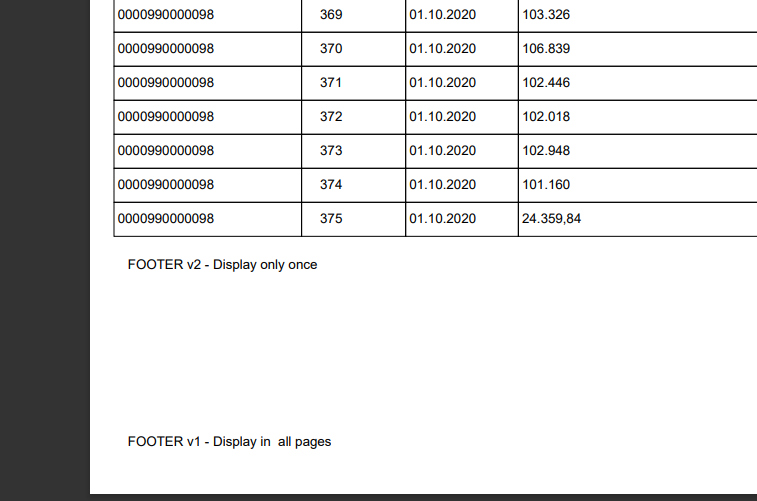 0000990000098 369 01.10.2020 103.326
0000990000098 370 01.10.2020 106.839
0000990000098 371 01.10.2020 102.446
0000990000098 372 01.10.2020 102.018
0000990000098 373 01.10.2020 102.948
0000990000098 374 01.10.2020 101.160
0000990000098 375 01.10.2020 24.359,84
FOOTER v2 - Display only once
FOOTER v1 - Display in  all pages